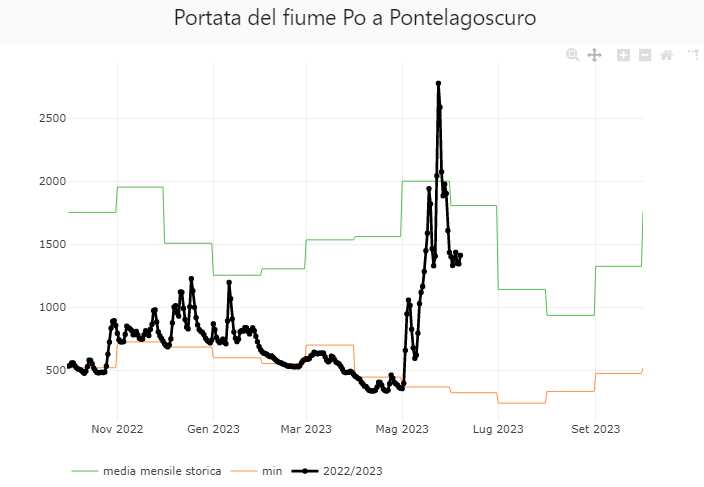 Portata del fiume Po a Pontelagoscuro
2500
2000
1500
1000
500
Nov 2022 Gen 2023 Mar 2023 Mag 2023 Lug 2023 Set 2023
media mensile storica min 2022/2023